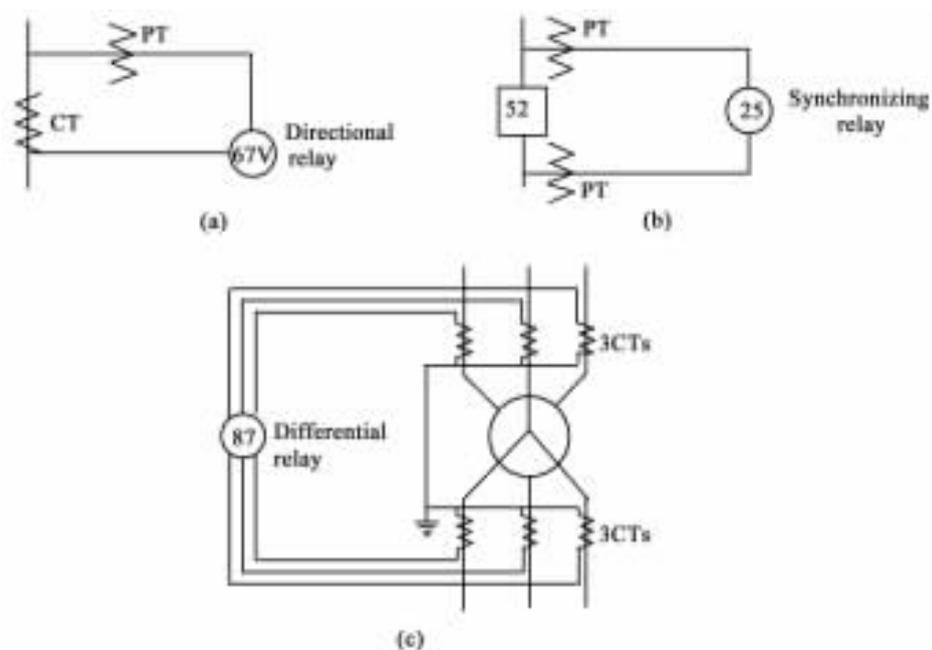 PT
CT
67V
Directional
relay
(a)
PT
52
25
Synchronizing
relay
PT
(b)
3CTs
87
Differential
relay
3CTs
(c)